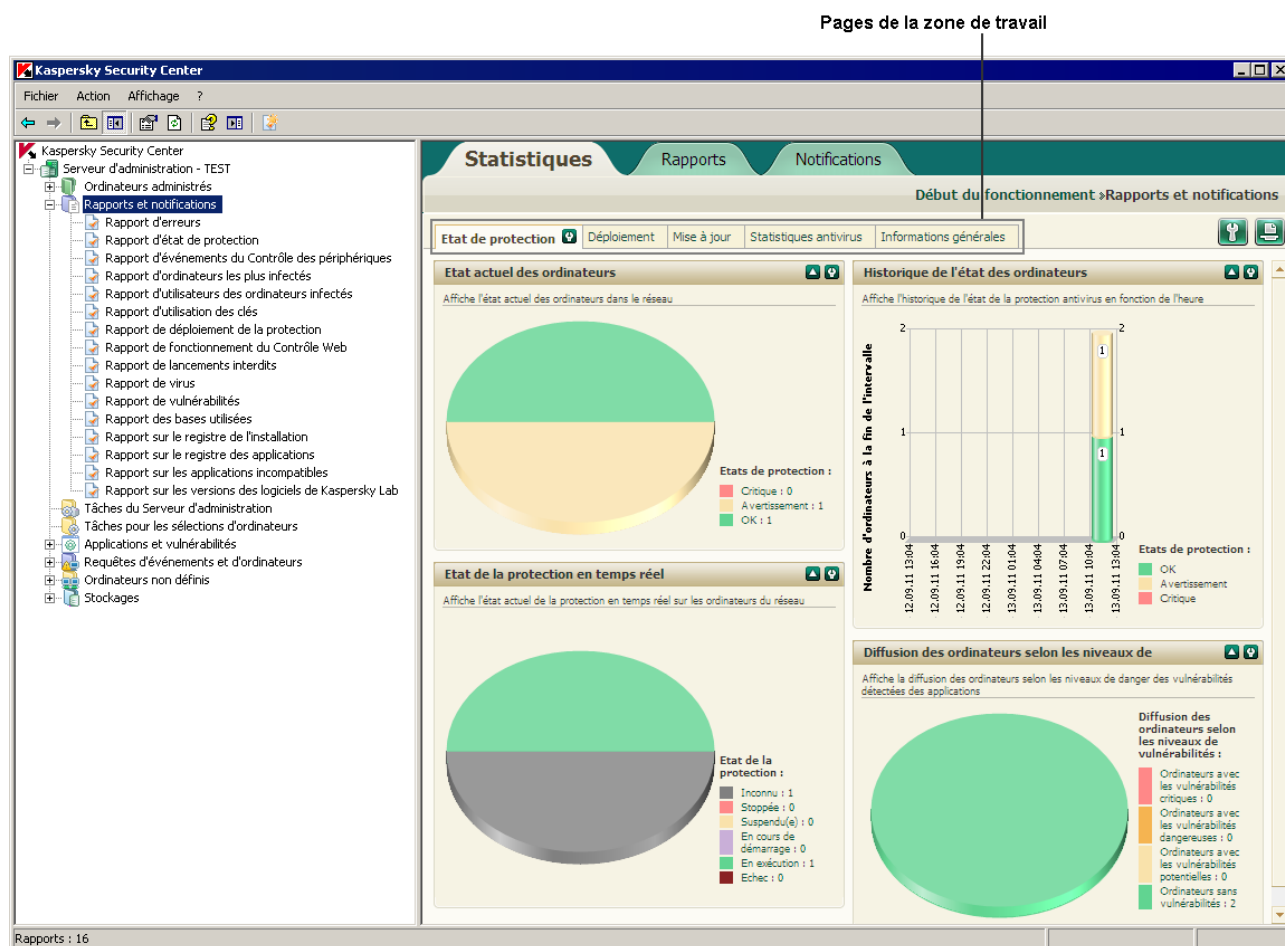 Pages de la zone de travail
Kaspersky Security Center
Fichier Action Affichage ?
Kaspersky Security Center
Serveur d'administration - TEST
Ordinateurs administrés
Rapports et notifications
Rapport d'erreurs
Rapport d'état de protection
Rapport d'événements du Contrôle des périphériques
Rapport d'ordinateurs les plus infectés
Rapport d'utilisateurs des ordinateurs infectés
Rapport d'utilisation des clés
Rapport de déploiement de la protection
Rapport de fonctionnement du Contrôle Web
Rapport de lancements interdits
Rapport de virus
Rapport de vulnérabilités
Rapport des bases utilisées
Rapport sur le registre de l'installation
Rapport sur le registre des applications
Rapport sur les applications incompatibles
Rapport sur les versions des logiciels de Kaspersky Lab
Tâches du Serveur d'administration
Tâches pour les sélections d'ordinateurs
Applications et vulnérabilités
Requêtes d'événements et d'ordinateurs
Ordinateurs non définis
Stockages
Statistiques Rapports Notifications
Début du fonctionnement »Rapports et notifications
Etat de protection Déploiement Mise à jour Statistiques antivirus Informations générales
Etat actuel des ordinateurs
Affiche l'état actuel des ordinateurs dans le réseau
Etats de protection :
Critique : 0
Avertissement : 1
OK : 1
Etat de la protection en temps réel
Affiche l'état actuel de la protection en temps réel sur les ordinateurs du réseau
Etat de la
protection :
Inconnu : 1
Stoppée : 0
Suspendu(e) : 0
En cours de
démarrage : 0
En exécution : 1
Echec : 0
Historique de l'état des ordinateurs
Affiche l'historique de l'état de la protection antivirus en fonction de l'heure
Nombre d'ordinateurs à la fin de l'intervalle
2 2
1
1 1
1
0 0
12.09.11 13:04
12.09.11 16:04
12.09.11 19:04
12.09.11 22:04
13.09.11 01:04
13.09.11 04:04
13.09.11 07:04
13.09.11 10:04
13.09.11 13:04
Etats de protection :
OK
Avertissement
Critique
Diffusion des ordinateurs selon les niveaux de
Affiche la diffusion des ordinateurs selon les niveaux de danger des vulnérabilités
détectées des applications
Diffusion des
ordinateurs selon
les niveaux de
vulnérabilités :
Ordinateurs avec
les vulnérabilités
critiques : 0
Ordinateurs avec
les vulnérabilités
dangereuses : 0
Ordinateurs avec
les vulnérabilités
potentielles : 0
Ordinateurs sans
vulnérabilités : 2
Rapports : 16